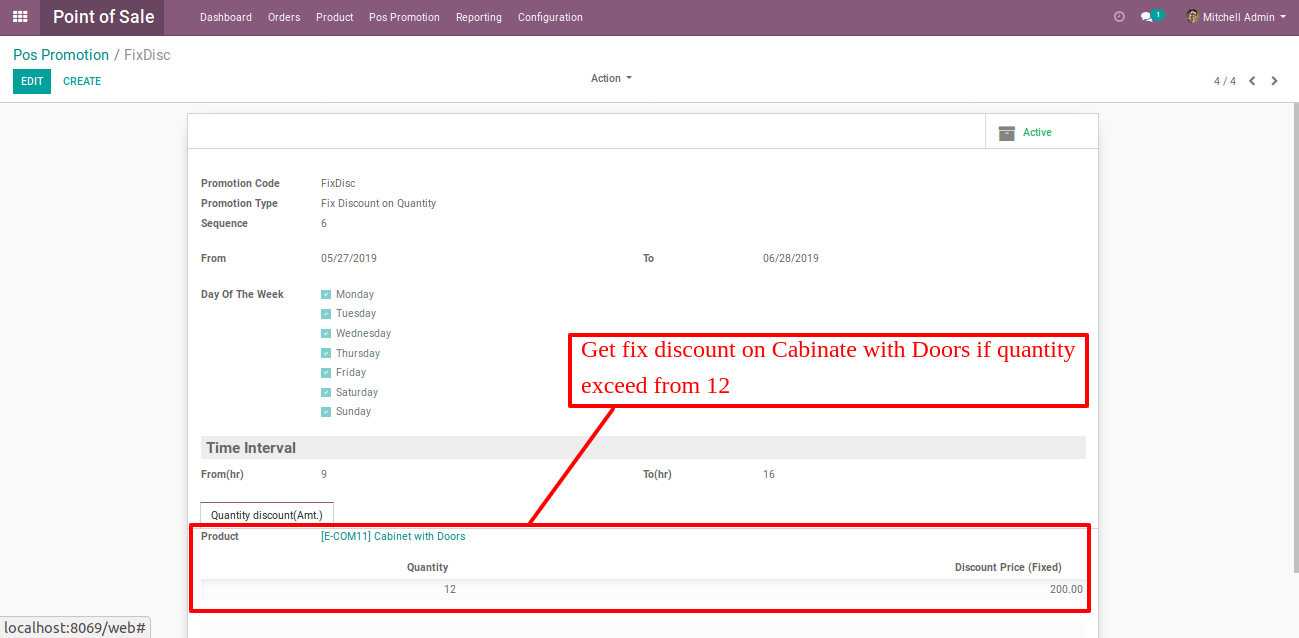 Point of Sale Dashboard Orders Product Pos Promotion Reporting Configuration 1 Mitchell Admin
Pos Promotion / FixDisc
EDIT CREATE Action 4 / 4
Active
Promotion Code FixDisc
Promotion Type Fix Discount on Quantity
Sequence 6
From 05/27/2019 To 06/28/2019
Day Of The Week Monday
Tuesday
Wednesday
Thursday
Friday
Saturday
Sunday
Get fix discount on Cabinate with Doors if quantity
exceed from 12
Time Interval
From(hr) 9 To(hr) 16
Quantity discount(Amt.)
Product [E-COM11] Cabinet with Doors
Quantity Discount Price (Fixed)
12 200.00
localhost:8069/web#